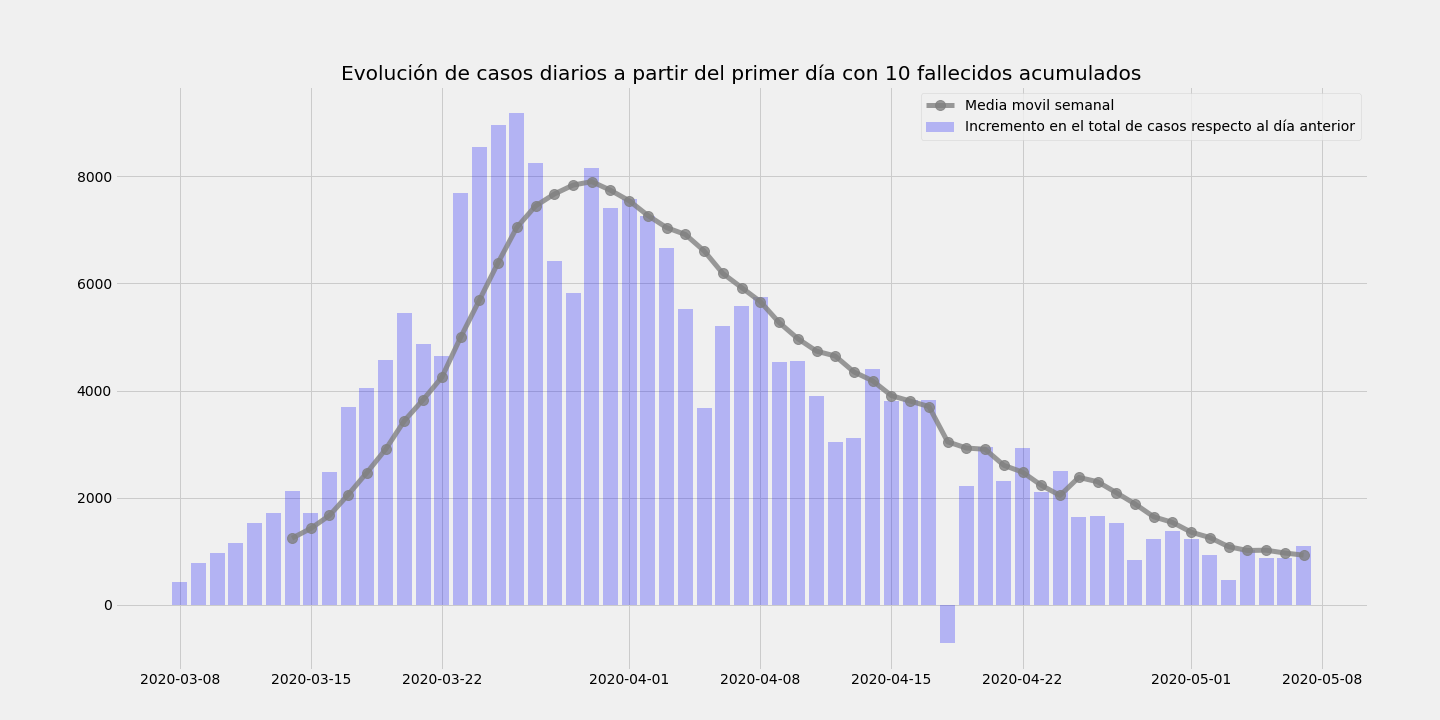 Evolución de casos diarios a partir del primer día con 10 fallecidos acumulados
Media movil semanal
Incremento en el total de casos respecto al día anterior
8000
6000
4000
2000
0
2020-03-08 2020-03-15 2020-03-22 2020-04-01 2020-04-08 2020-04-15 2020-04-22 2020-05-01 2020-05-08